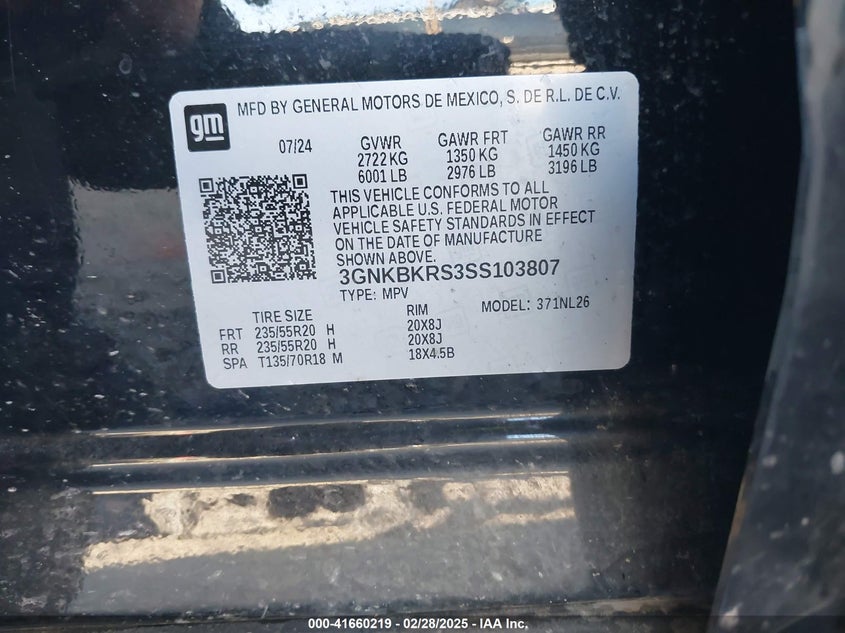 gm
MFD BY GENERAL MOTORS DE MEXICO, S. DE R.L. DE C.V.
07/24
GVWR GAWR FRT GAWR RR
2722 KG 1350 KG 1450 KG
6001 LB 2976 LB 3196 LB
THIS VEHICLE CONFORMS TO ALL
APPLICABLE U.S. FEDERAL MOTOR
VEHICLE SAFETY STANDARDS IN EFFECT
ON THE DATE OF MANUFACTURE
SHOWN ABOVE.
3GNKBKRS3SS103807
TYPE: MPV
TIRE SIZE RIM MODEL: 371NL26
FRT 235/55R20 H 20X8J
RR 235/55R20 H 20X8J
SPA T135/70R18 M 18X4.5B
000-41660219 - 02/28/2025 - IAA Inc.